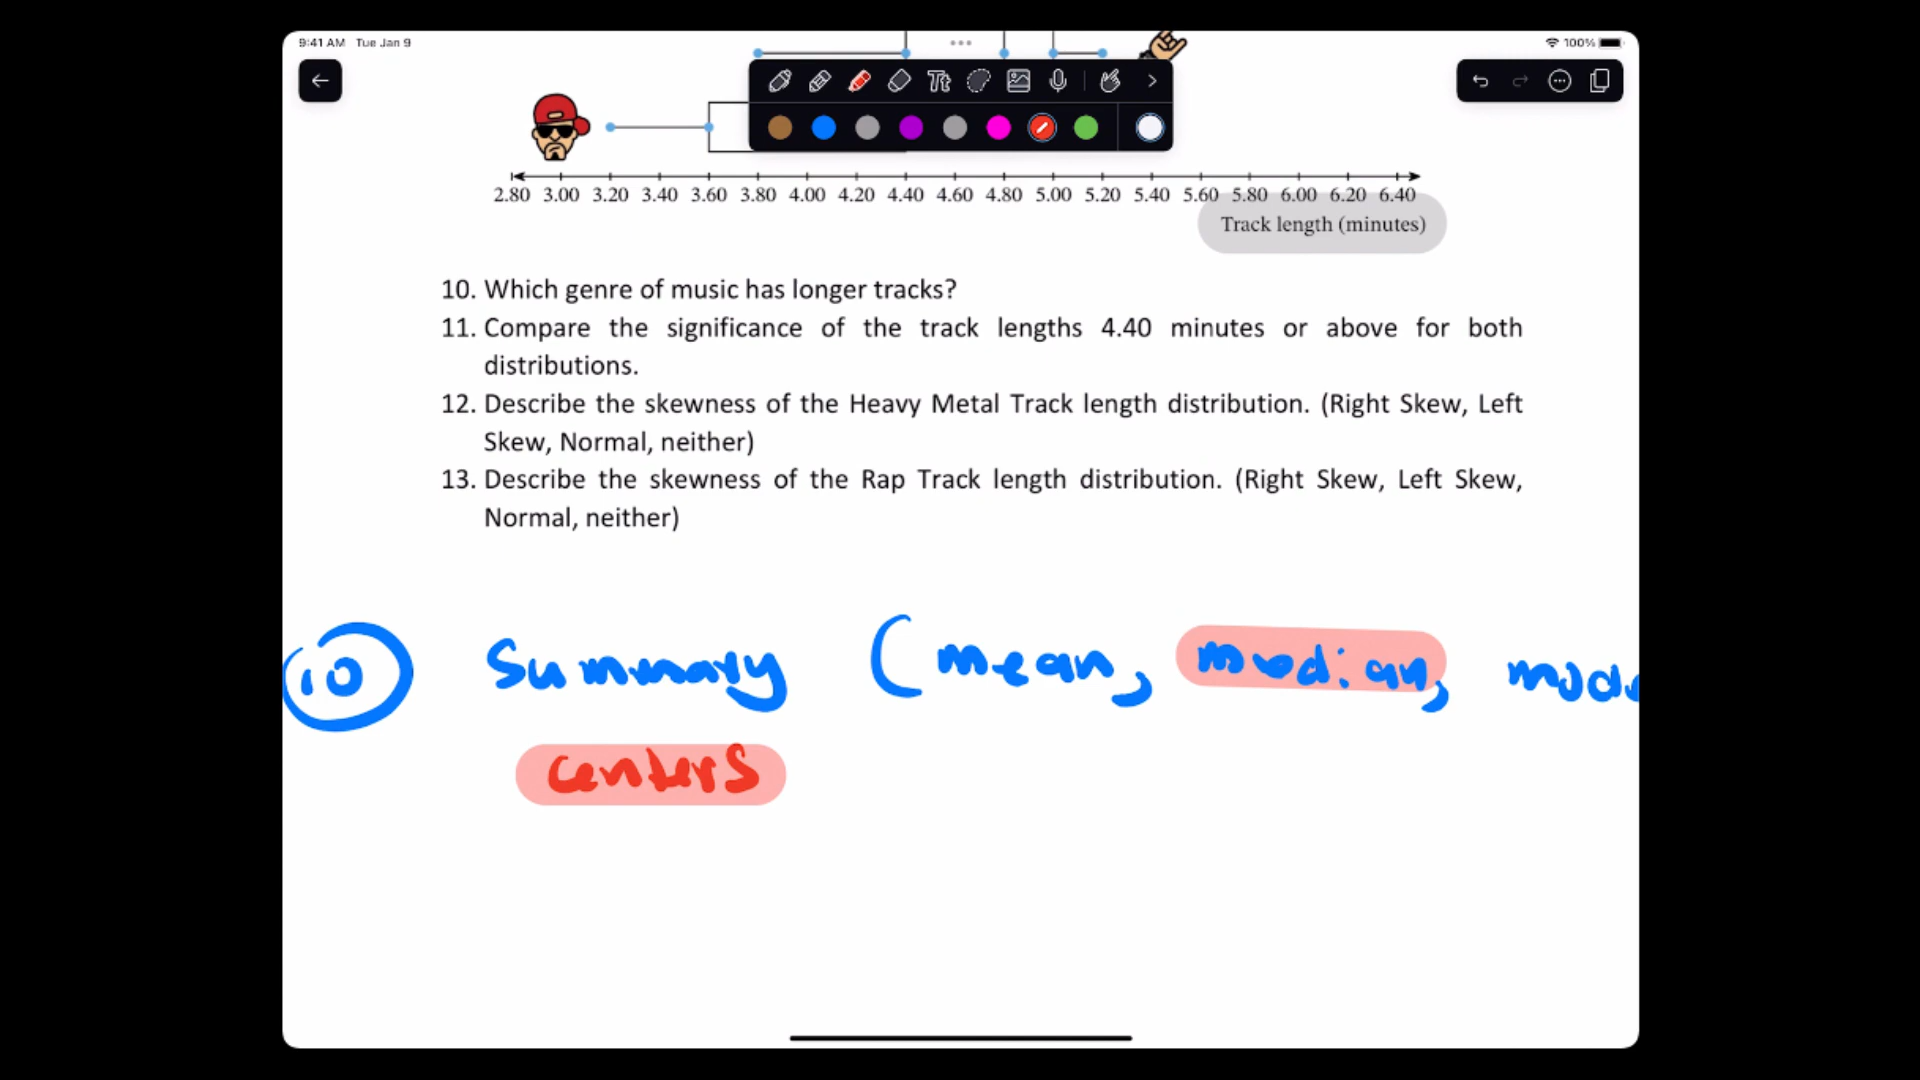 9:41 AM Tue Jan 9
100%
Tt
2.80 3.00 3.20 3.40 3.60 3.80 4.00 4.20 4.40 4.60 4.80 5.00 5.20 5.40 5.60 5.80 6.00 6.20 6.40
Track length (minutes)
10. Which genre of music has longer tracks?
11. Compare the significance of the track lengths 4.40 minutes or above for both
distributions.
12. Describe the skewness of the Heavy Metal Track length distribution. (Right Skew, Left
Skew, Normal, neither)
13. Describe the skewness of the Rap Track length distribution. (Right Skew, Left Skew,
Normal, neither)
10 Summary (mean, median, mode
centers